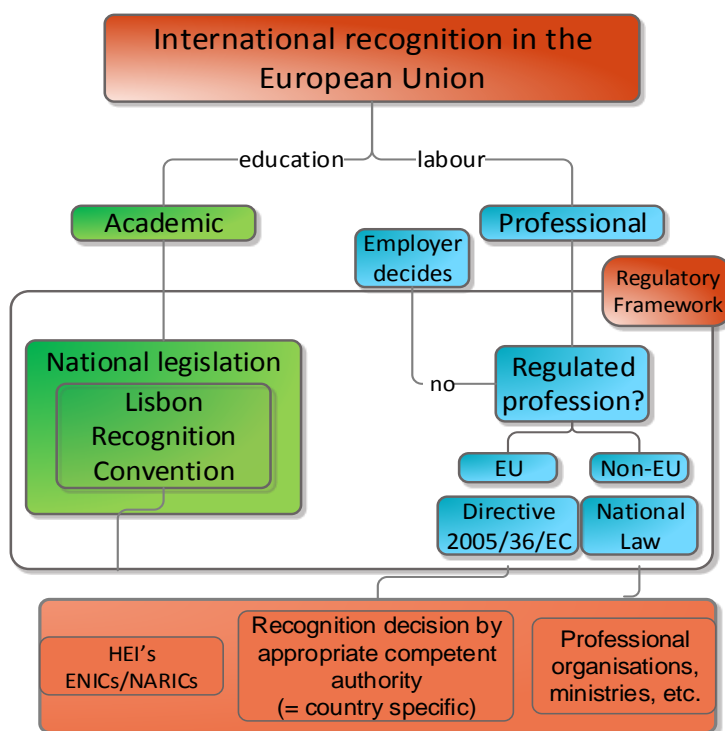 International recognition in the
European Union
education
labour
Academic
Professional
Employer
decides
Regulatory
Framework
National legislation
Lisbon
Recognition
Convention
no
Regulated
profession?
EU
Non-EU
Directive
2005/36/EC
National
Law
HEI's
ENICs/NARICs
Recognition decision by
appropriate competent
authority
(= country specific)
Professional
organisations,
ministries, etc.